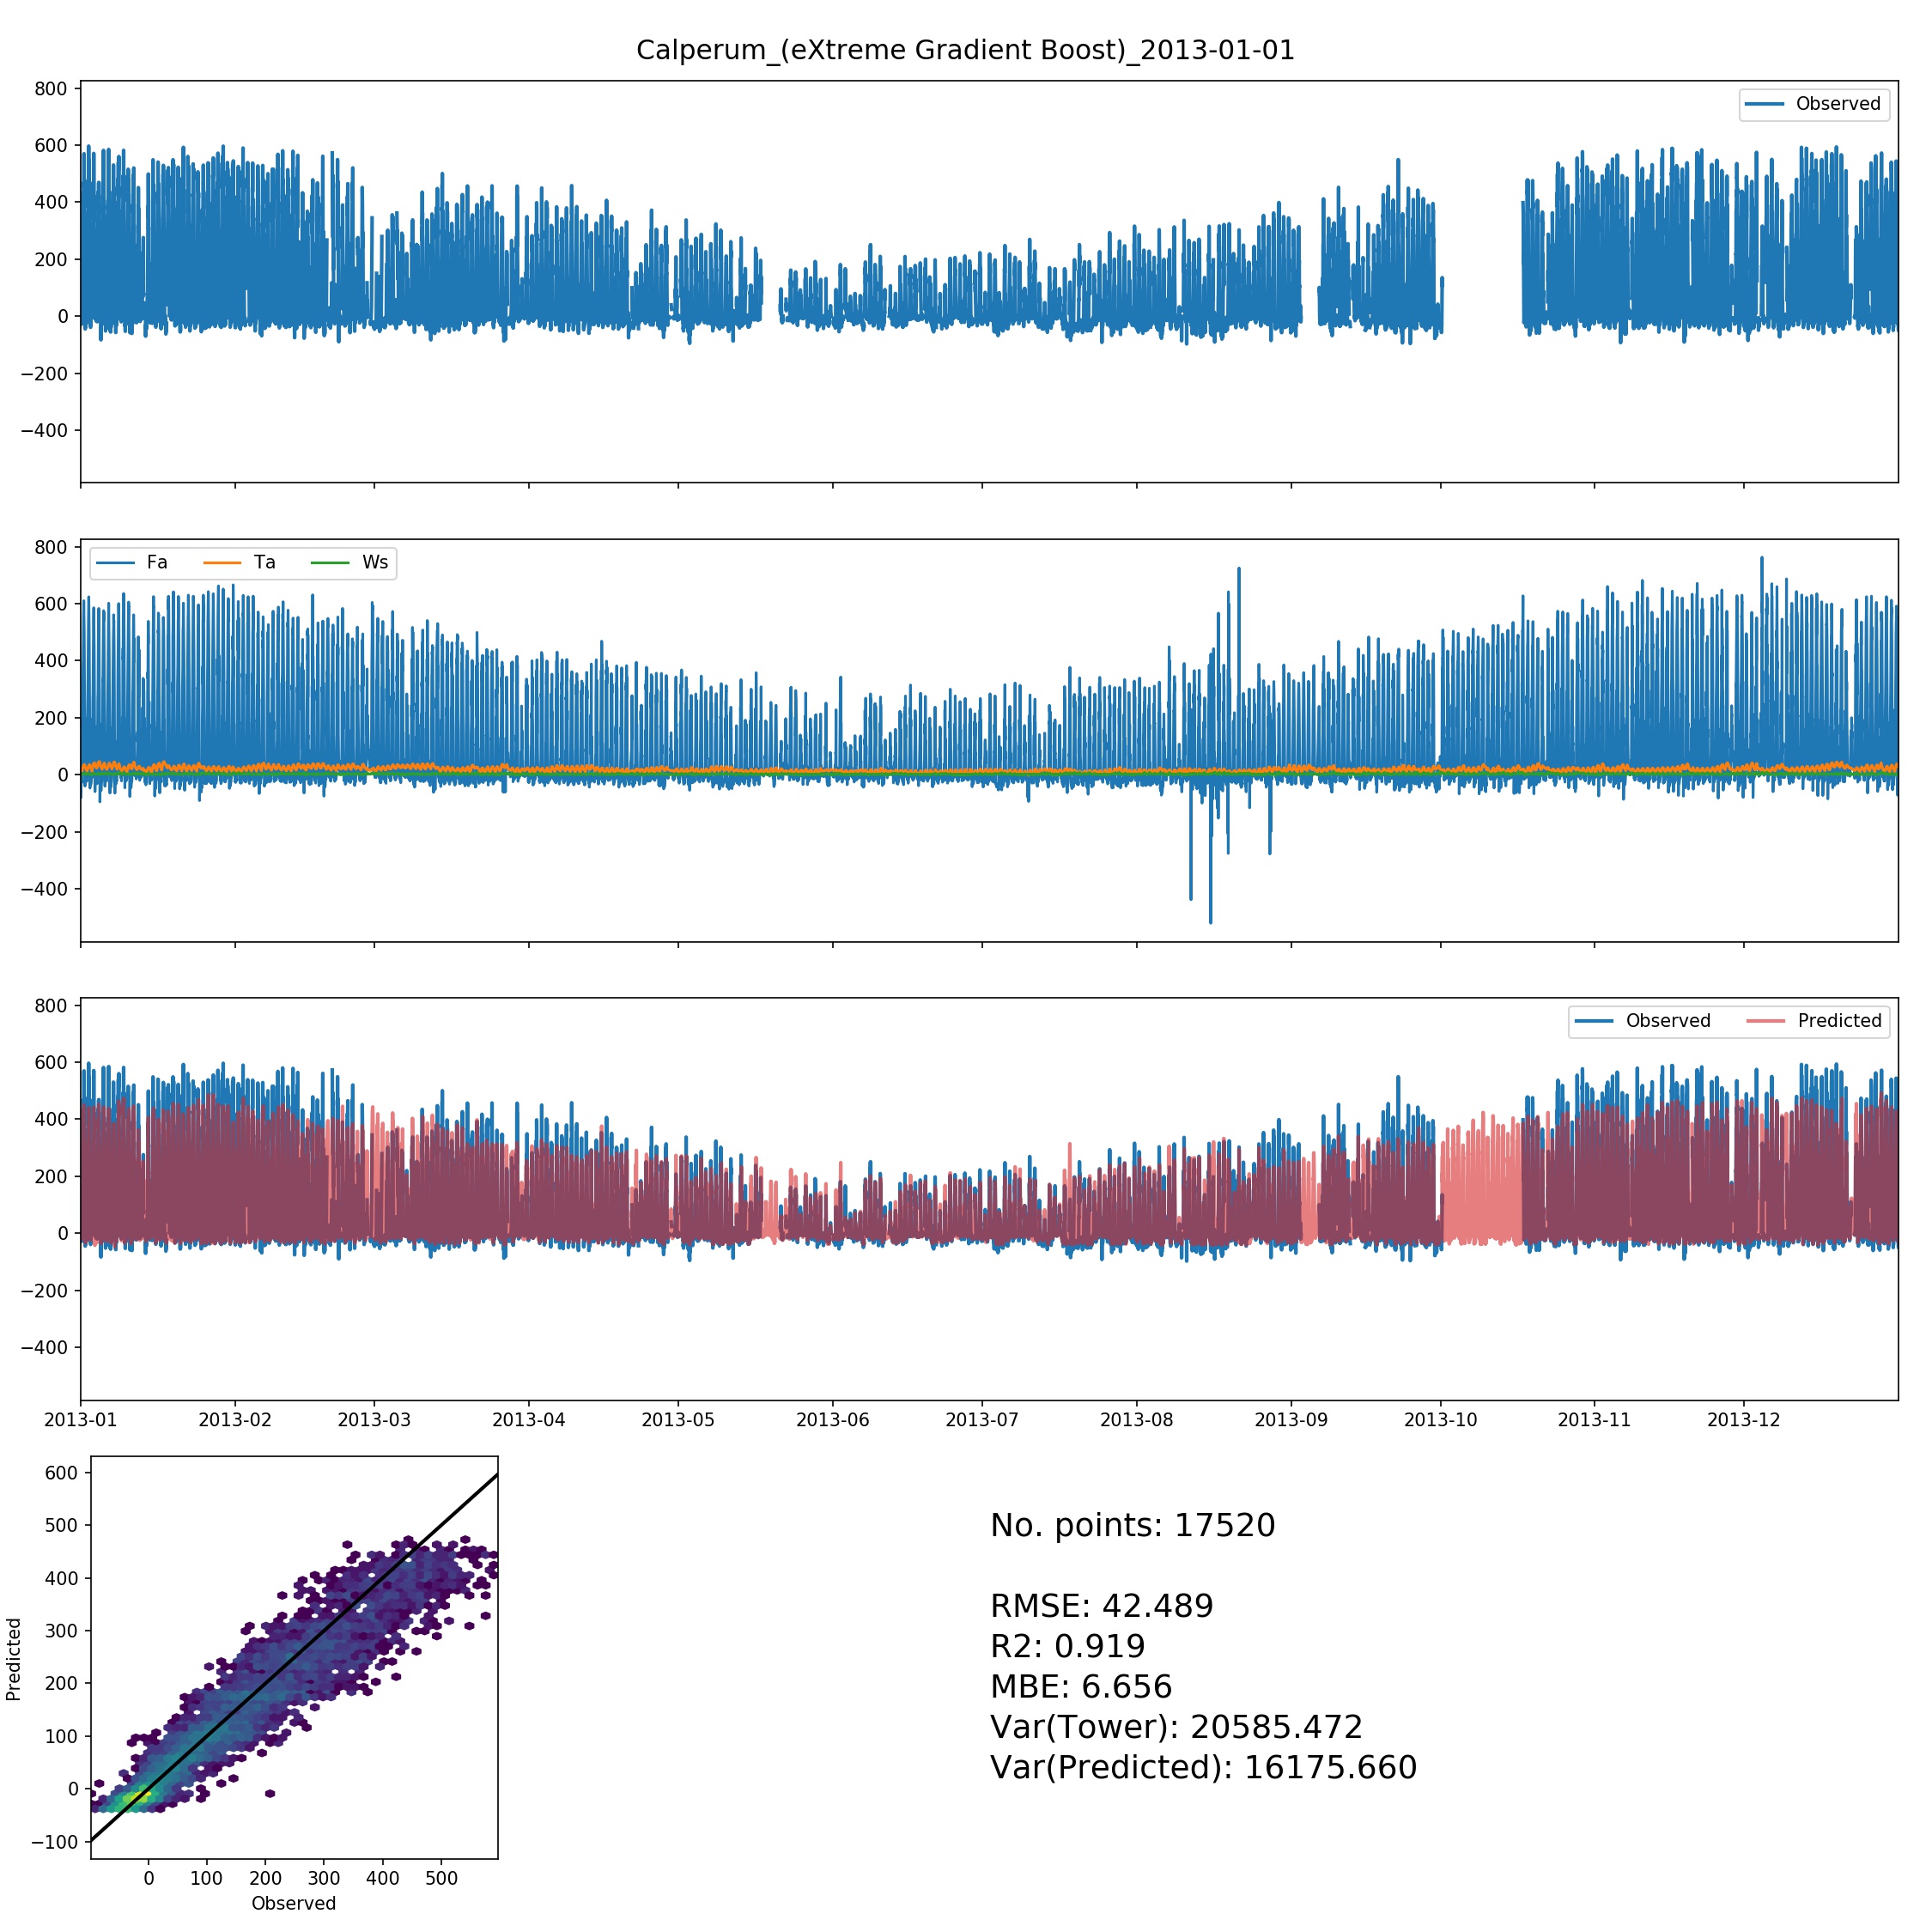 Calperum_(eXtreme Gradient Boost)_2013-01-01
800
600
400
200
0
−200
−400
Observed
800
600
400
200
0
−200
−400
Fa Ta Ws
800
600
400
200
0
−200
−400
Observed Predicted
2013-01 2013-02 2013-03 2013-04 2013-05 2013-06 2013-07 2013-08 2013-09 2013-10 2013-11 2013-12
600
500
400
300
200
100
0
−100
Predicted
0 100 200 300 400 500
Observed
No. points: 17520
RMSE: 42.489
R2: 0.919
MBE: 6.656
Var(Tower): 20585.472
Var(Predicted): 16175.660